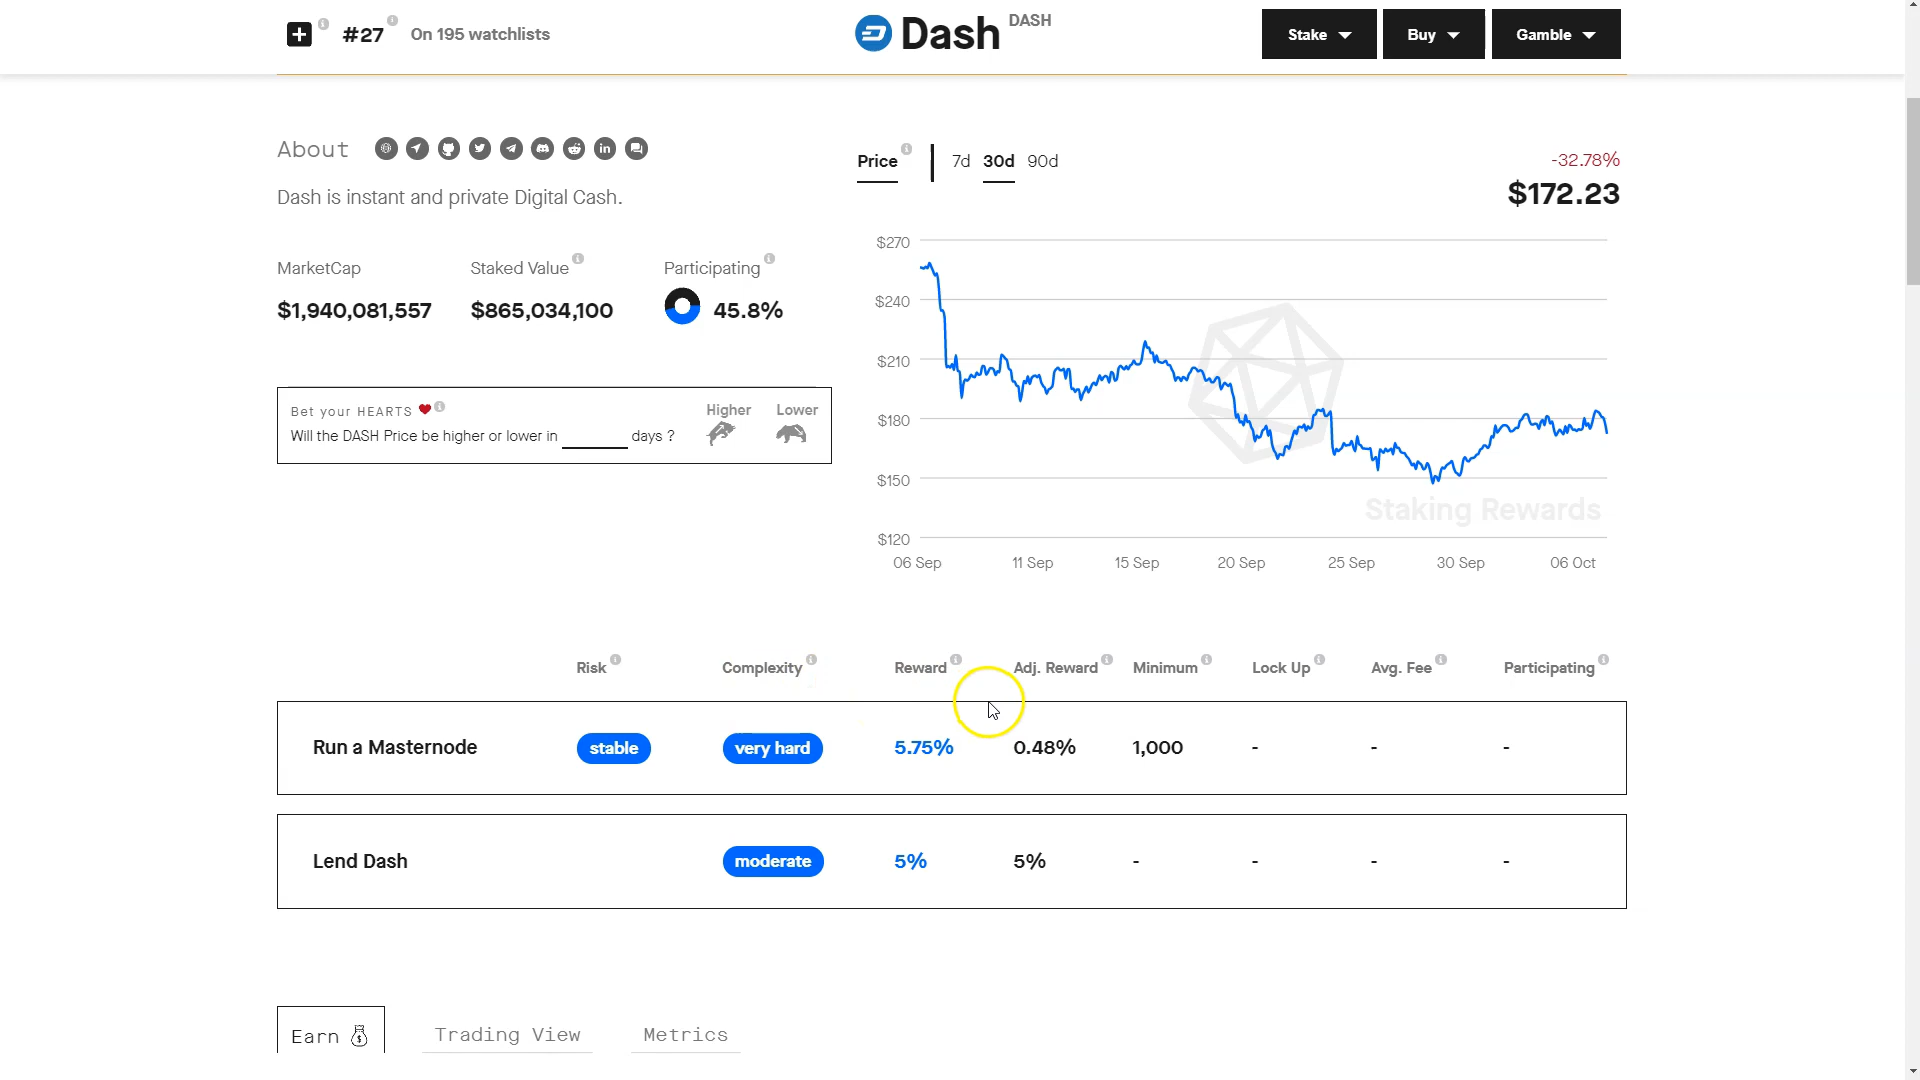 #27 On 195 watchlists
Dash DASH
Stake Buy Gamble
About
Dash is instant and private Digital Cash.
MarketCap Staked Value Participating
$1,940,081,557 $865,034,100 45.8%
Bet your HEARTS
Will the DASH Price be higher or lower in ______ days ?
Higher Lower
Price 7d 30d 90d
-32.78%
$172.23
$270
$240
$210
$180
$150
$120
Staking Rewards
06 Sep 11 Sep 15 Sep 20 Sep 25 Sep 30 Sep 06 Oct
Risk Complexity Reward Adj. Reward Minimum Lock Up Avg. Fee Participating
Run a Masternode stable very hard 5.75% 0.48% 1,000 - - -
Lend Dash moderate 5% 5% - - - -
Earn Trading View Metrics